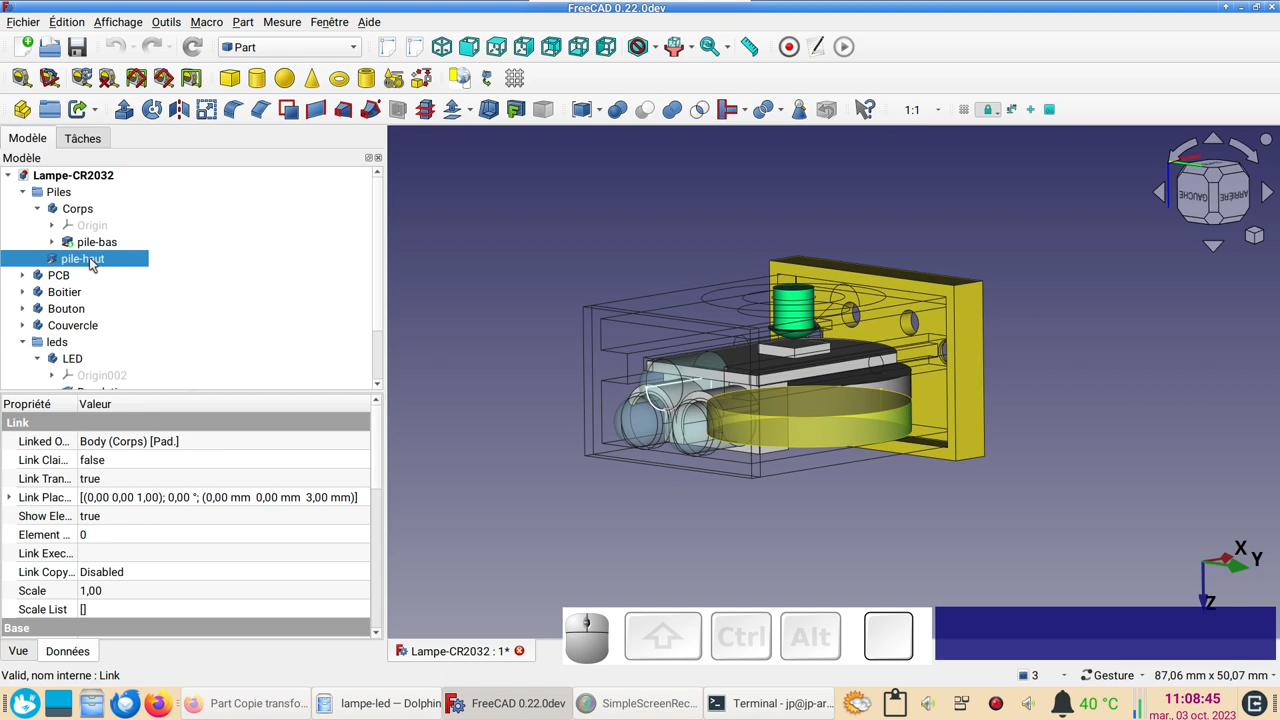 FreeCAD 0.22.0dev
Fichier Édition Affichage Outils Macro Part Mesure Fenêtre Aide
Part
1:1
Modèle Tâches
Modèle
Lampe-CR2032
Piles
Corps
Origin
pile-bas
pile-haut
PCB
Boitier
Bouton
Couvercle
leds
LED
Origin002
Propriété Valeur
Link
Linked O... Body (Corps) [Pad.]
Link Clai... false
Link Tran... true
Link Plac... [(0,00 0,00 1,00); 0,00 °; (0,00 mm 0,00 mm 3,00 mm)]
Show Ele... true
Element ... 0
Link Exec...
Link Copy... Disabled
Scale 1,00
Scale List []
Base
Vue Données
GAUCHE ARRIÈRE
X
Y
Z
Ctrl Alt
Lampe-CR2032 : 1*
Valid, nom interne : Link
3 Gesture 87,06 mm x 50,07 mm
Part Copie transfo... lampe-led — Dolphin FreeCAD 0.22.0dev SimpleScreenRec... Terminal - jp@jp-ar... 40 °C 11:08:45
mar., 03 oct. 2023